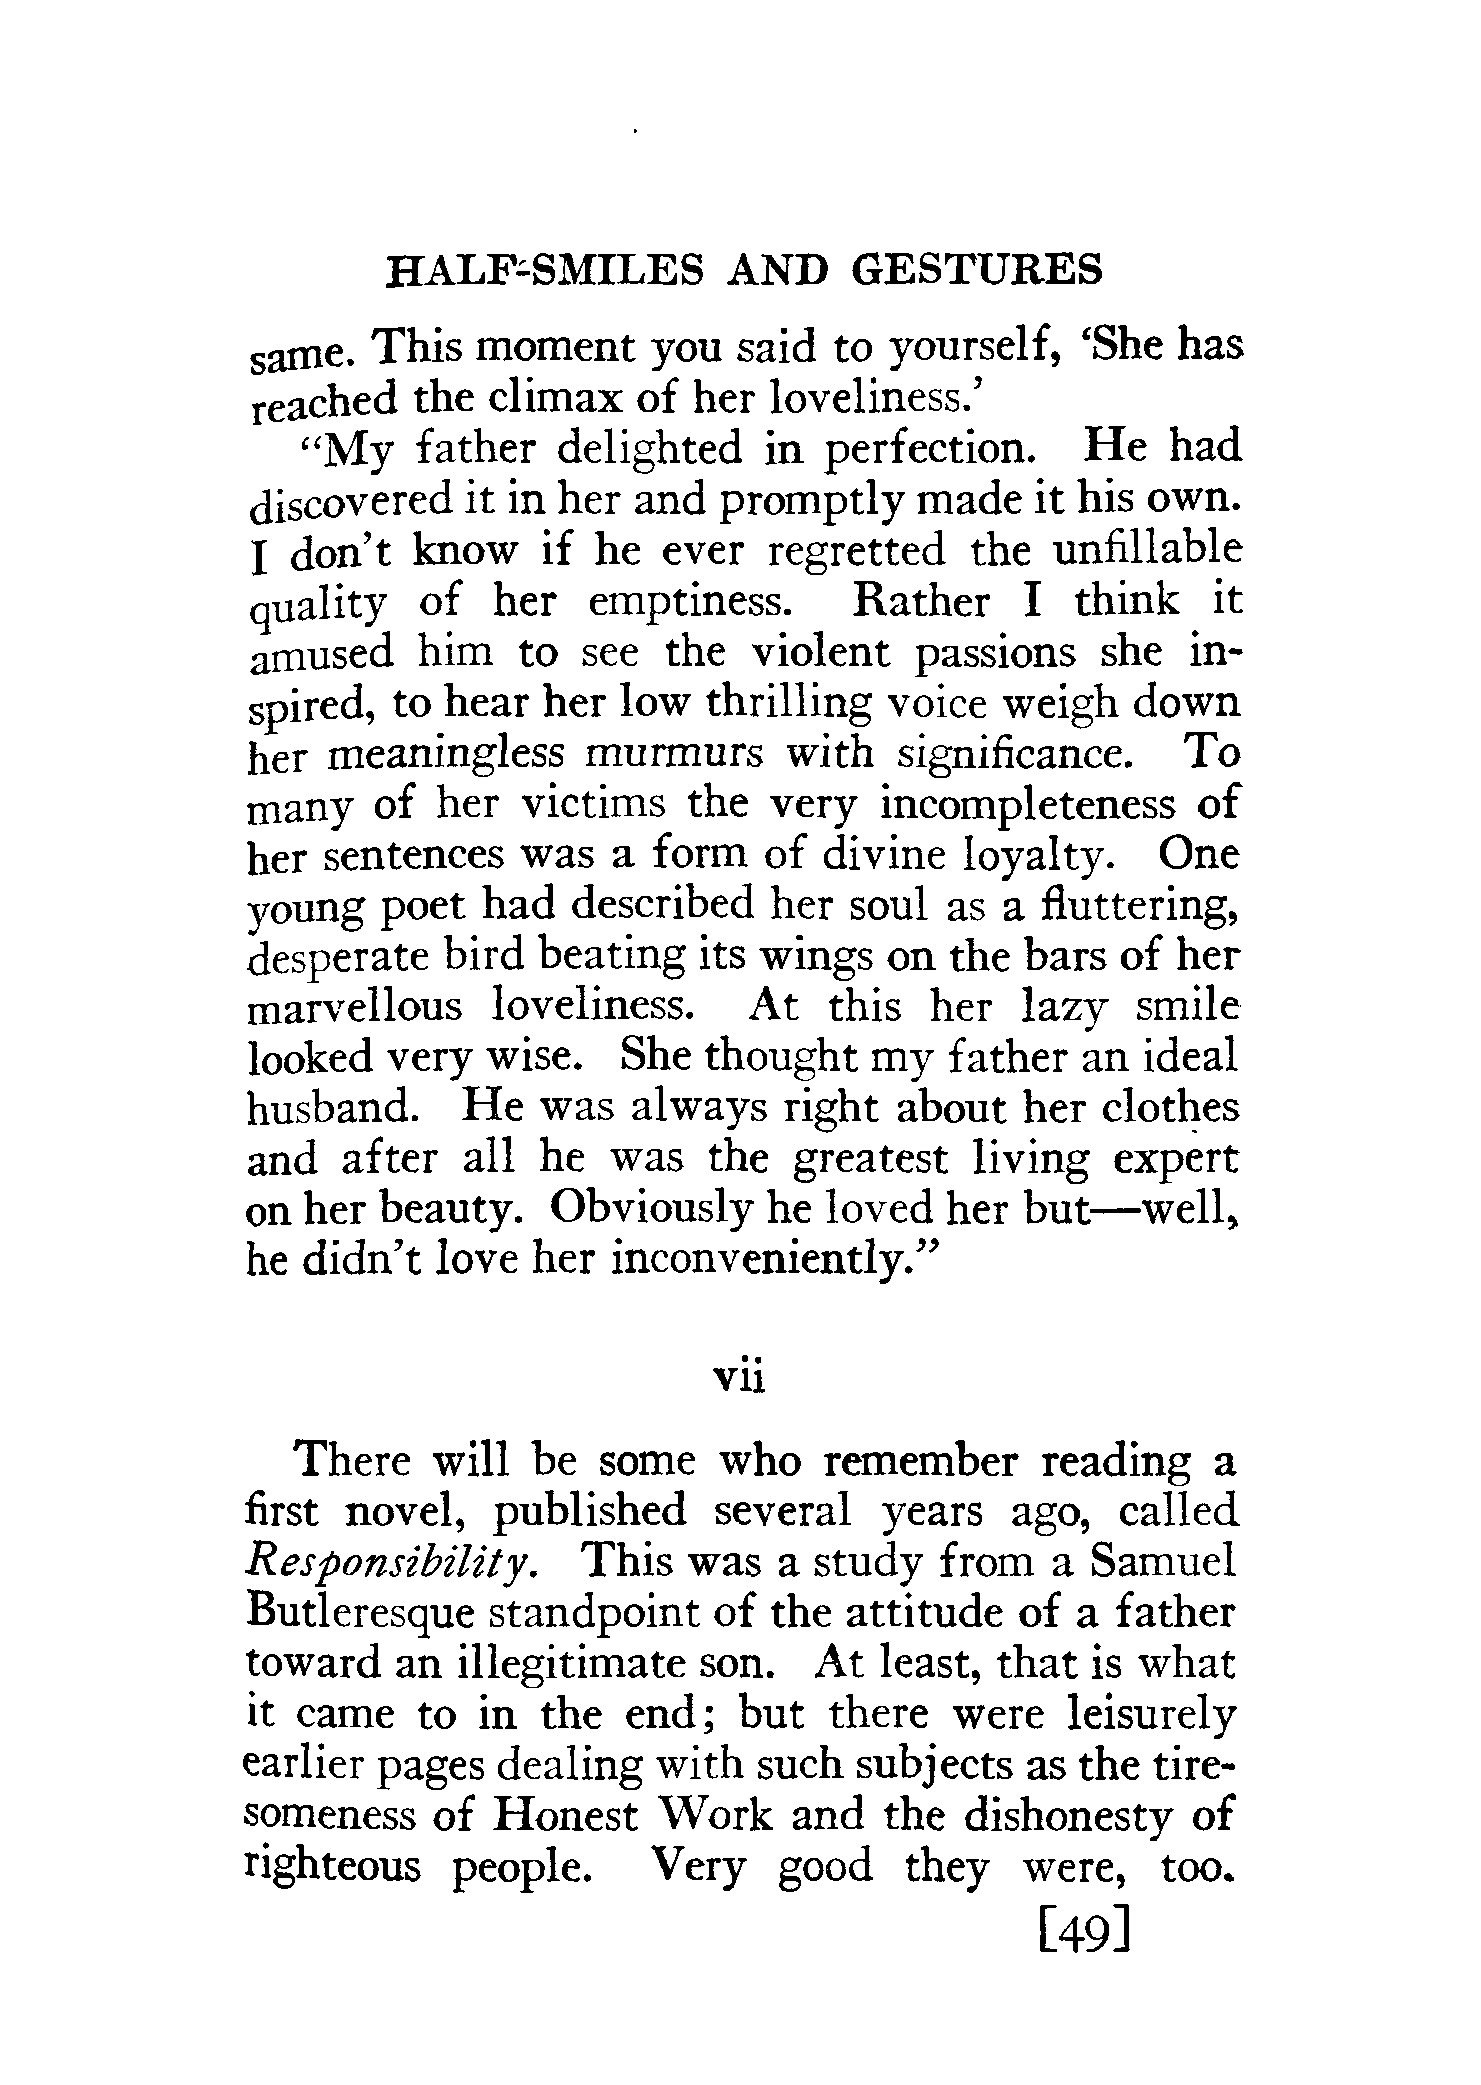 HALF-SMILES AND GESTURES
same. This moment you said to yourself, ‘She has
reached the climax of her loveliness.’
“My father delighted in perfection. He had
discovered it in her and promptly made it his own.
I don’t know if he ever regretted the unfillable
quality of her emptiness. Rather I think it
amused him to see the violent passions she in-
spired, to hear her low thrilling voice weigh down
her meaningless murmurs with significance. To
many of her victims the very incompleteness of
her sentences was a form of divine loyalty. One
young poet had described her soul as a fluttering,
desperate bird beating its wings on the bars of her
marvellous loveliness. At this her lazy smile
looked very wise. She thought my father an ideal
husband. He was always right about her clothes
and after all he was the greatest living expert
on her beauty. Obviously he loved her but—well,
he didn’t love her inconveniently.”
vii
There will be some who remember reading a
first novel, published several years ago, called
Responsibility. This was a study from a Samuel
Butleresque standpoint of the attitude of a father
toward an illegitimate son. At least, that is what
it came to in the end; but there were leisurely
earlier pages dealing with such subjects as the tire-
someness of Honest Work and the dishonesty of
righteous people. Very good they were, too.
[49]